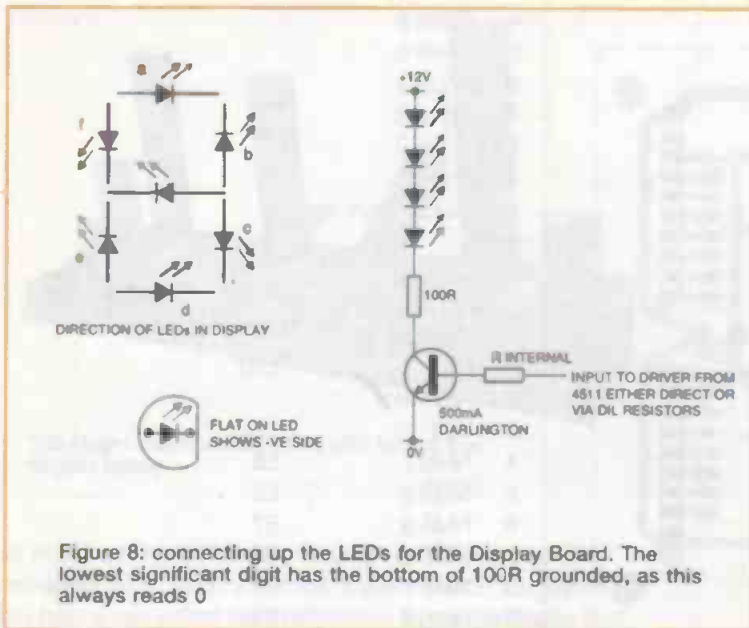 a
+12V
f
b
e
c
d
100R
DIRECTION OF LEDs IN DISPLAY
R INTERNAL
INPUT TO DRIVER FROM
4511 EITHER DIRECT OR
VIA DIL RESISTORS
500mA
DARLINGTON
0V
FLAT ON LED
SHOWS -VE SIDE
Figure 8: connecting up the LEDs for the Display Board. The
lowest significant digit has the bottom of 100R grounded, as this
always reads 0